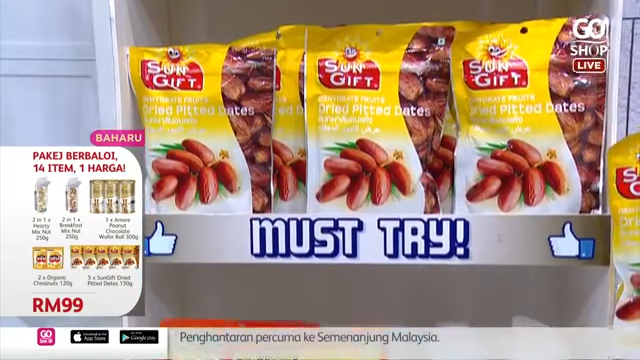 GO
SHOP
LIVE
SUN
GIFT
DEHYDRATE FRUITS
Dried Pitted Dates
SUN
GIFT
DEHYDRATE FRUITS
Dried Pitted Dates
SUN
GIFT
DEHYDRATE FRUITS
Dried Pitted Dates
MUST TRY!
BAHARU
PAKEJ BERBALOI,
14 ITEM, 1 HARGA!
2 in 1 x
Hearty
Mix Nut
250g
2 in 1 x
Breakfast
Mix Nut
250g
3 x Amore
Peanut
Chocolate
Wafer Roll 300g
2 x Organic
Chestnuts 120g
5 x SunGift Dried
Pitted Dates 130g
RM99
GO
SHOP
App Store
Google Play
Penghantaran percuma ke Semenanjung Malaysia.